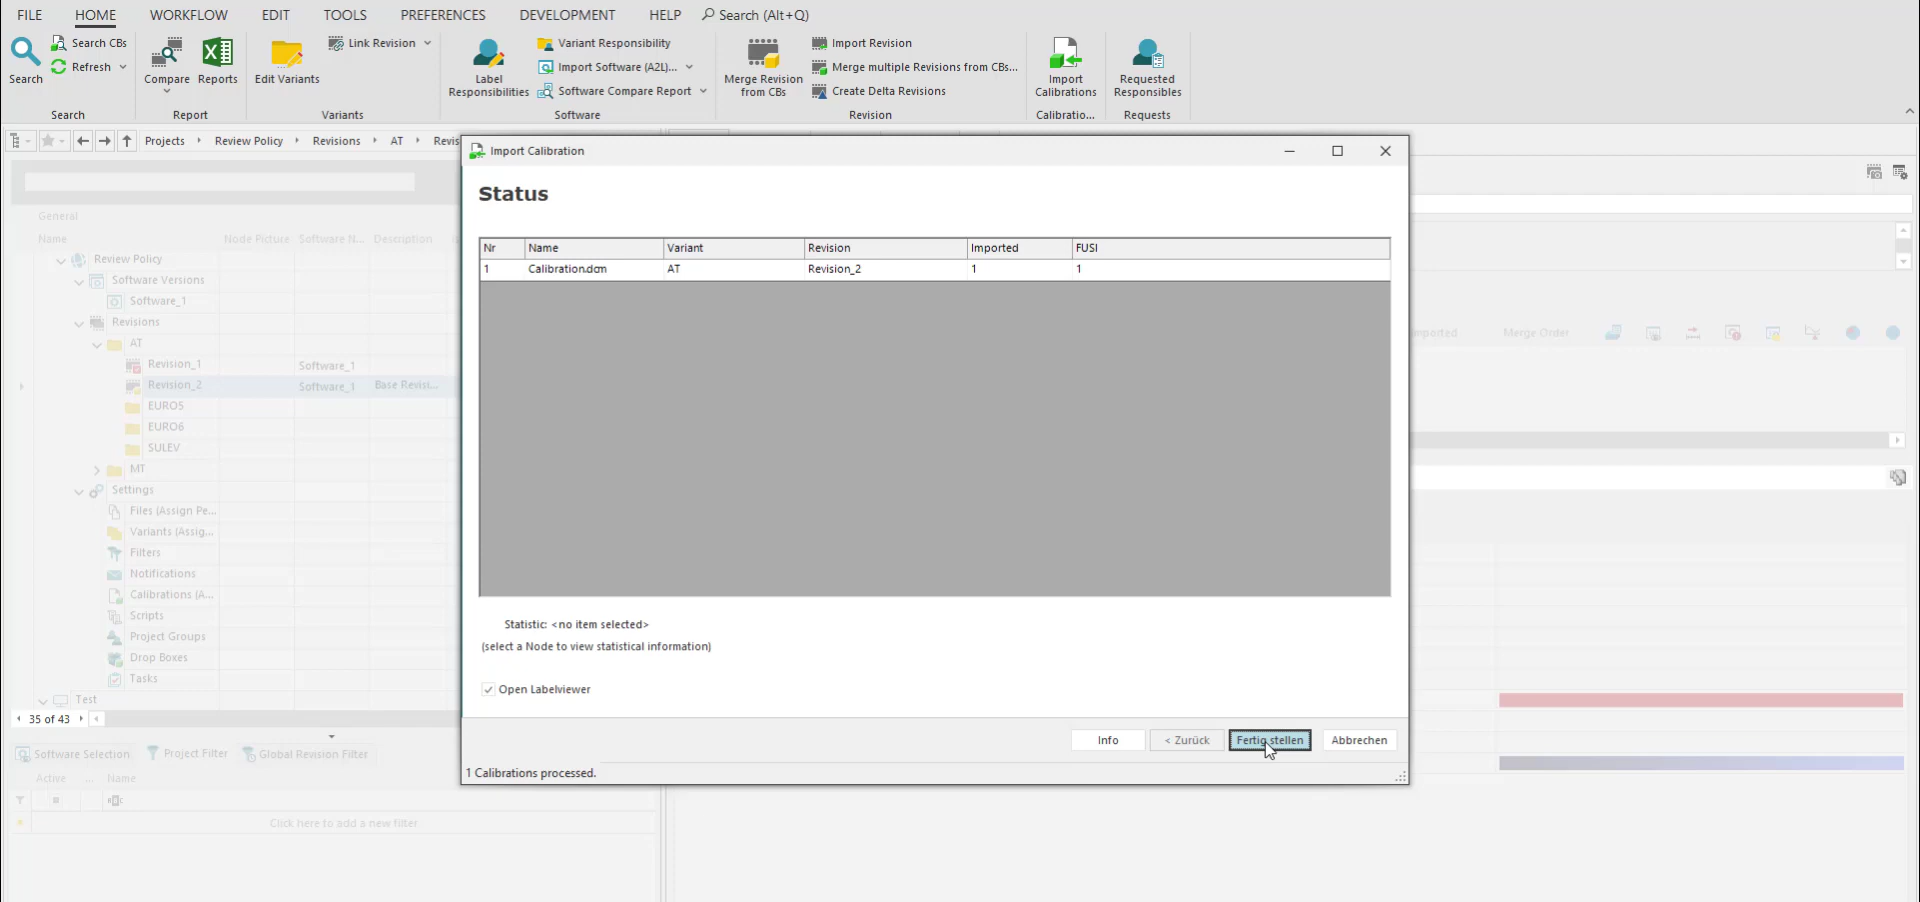 FILE HOME WORKFLOW EDIT TOOLS PREFERENCES DEVELOPMENT HELP Search (Alt+Q)
Search
Search CBs
Refresh
Search
Compare
Reports
Report
Edit Variants
Link Revision
Variants
Label
Responsibilities
Variant Responsibility
Import Software (A2L)...
Software Compare Report
Software
Merge Revision
from CBs
Import Revision
Merge multiple Revisions from CBs...
Create Delta Revisions
Revision
Import
Calibrations
Calibratio...
Requested
Responsibles
Requests
Projects Review Policy Revisions AT Revis
General
Name Node Picture Software N... Description
Review Policy
Software Versions
Software_1
Revisions
AT
Revision_1 Software_1
Revision_2 Software_1 Base Revisi...
EURO5
EURO6
SULEV
MT
Settings
Files (Assign Pe...
Variants (Assig...
Filters
Notifications
Calibrations (A...
Scripts
Project Groups
Drop Boxes
Tasks
Test
35 of 43
Software Selection Project Filter Global Revision Filter
Active ... Name
Click here to add a new filter
Import Calibration
Status
Nr Name Variant Revision Imported FUSI
1 Calibration.dcm AT Revision_2 1 1
Statistic: <no item selected>
(select a Node to view statistical information)
Open Labelviewer
Info < Zurück Fertig stellen Abbrechen
1 Calibrations processed.
mported Merge Order